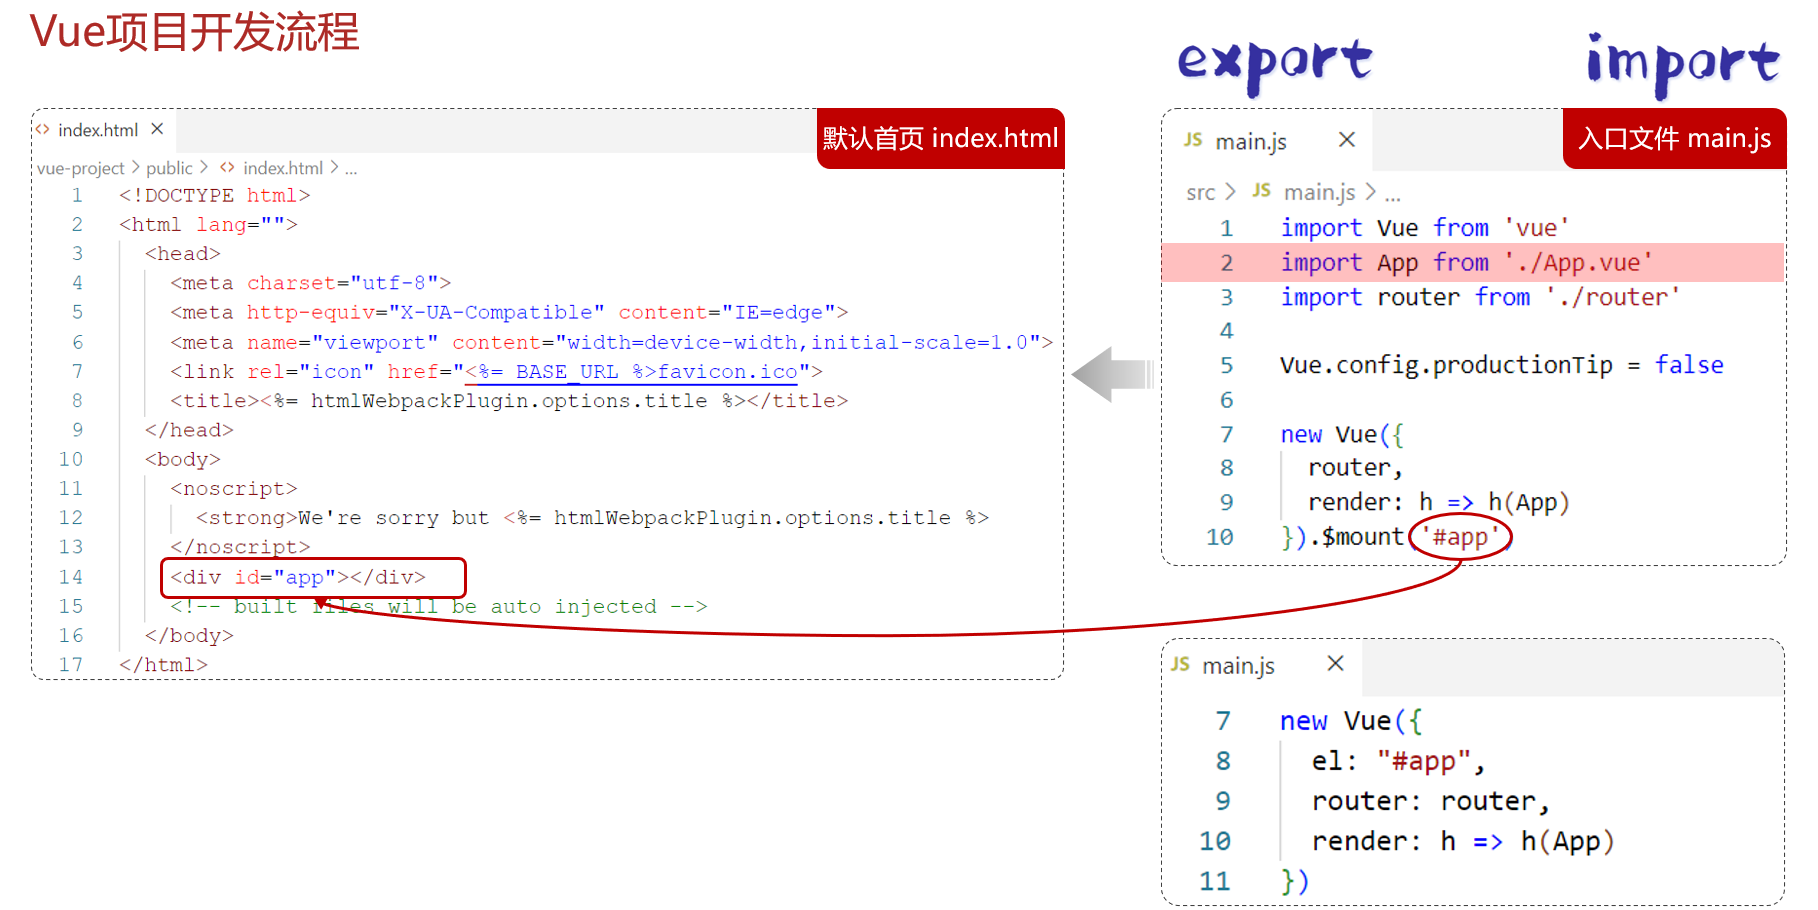 Vue项目开发流程
export
import
index.html ×
默认首页 index.html
vue-project > public > <> index.html > ...
1 <!DOCTYPE html>
2 <html lang="">
3 <head>
4 <meta charset="utf-8">
5 <meta http-equiv="X-UA-Compatible" content="IE=edge">
6 <meta name="viewport" content="width=device-width,initial-scale=1.0">
7 <link rel="icon" href="<%= BASE_URL %>favicon.ico">
8 <title><%= htmlWebpackPlugin.options.title %></title>
9 </head>
10 <body>
11 <noscript>
12 <strong>We're sorry but <%= htmlWebpackPlugin.options.title %>
13 </noscript>
14 <div id="app"></div>
15 <!-- built files will be auto injected -->
16 </body>
17 </html>
JS main.js ×
入口文件 main.js
src > JS main.js > ...
1 import Vue from 'vue'
2 import App from './App.vue'
3 import router from './router'
4
5 Vue.config.productionTip = false
6
7 new Vue({
8 router,
9 render: h => h(App)
10 }).$mount('#app')
JS main.js ×
7 new Vue({
8 el: "#app",
9 router: router,
10 render: h => h(App)
11 })